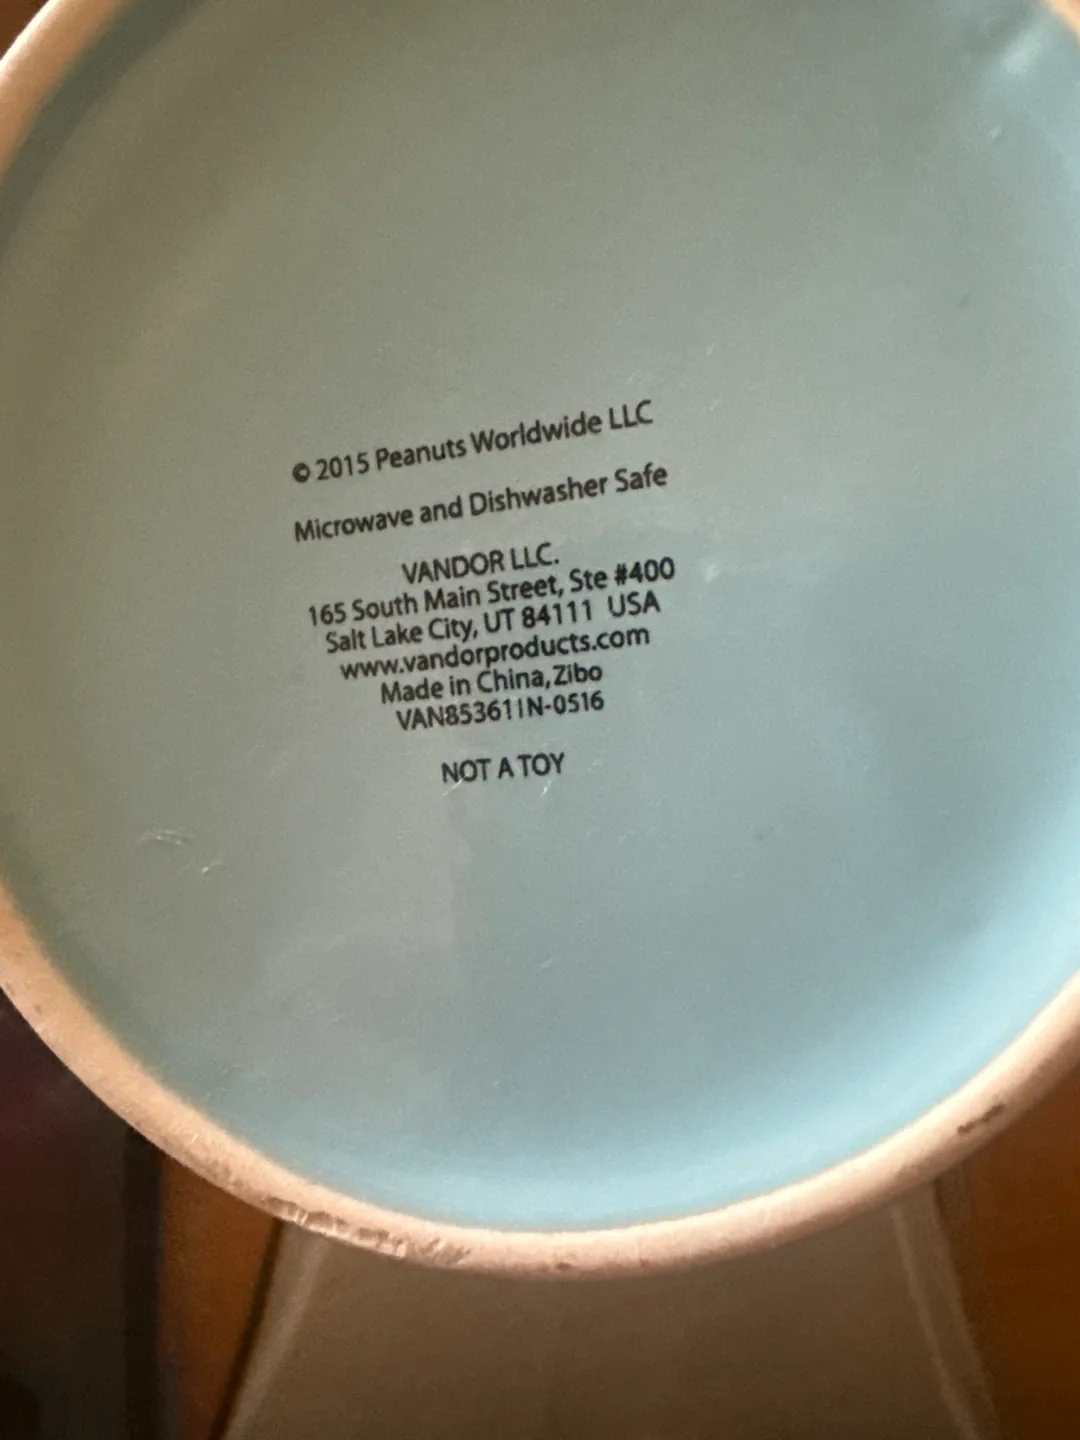 © 2015 Peanuts Worldwide LLC
Microwave and Dishwasher Safe
VANDOR LLC.
165 South Main Street, Ste #400
Salt Lake City, UT 84111 USA
www.vandorproducts.com
Made in China, Zibo
VAN85361IN-0516
NOT A TOY